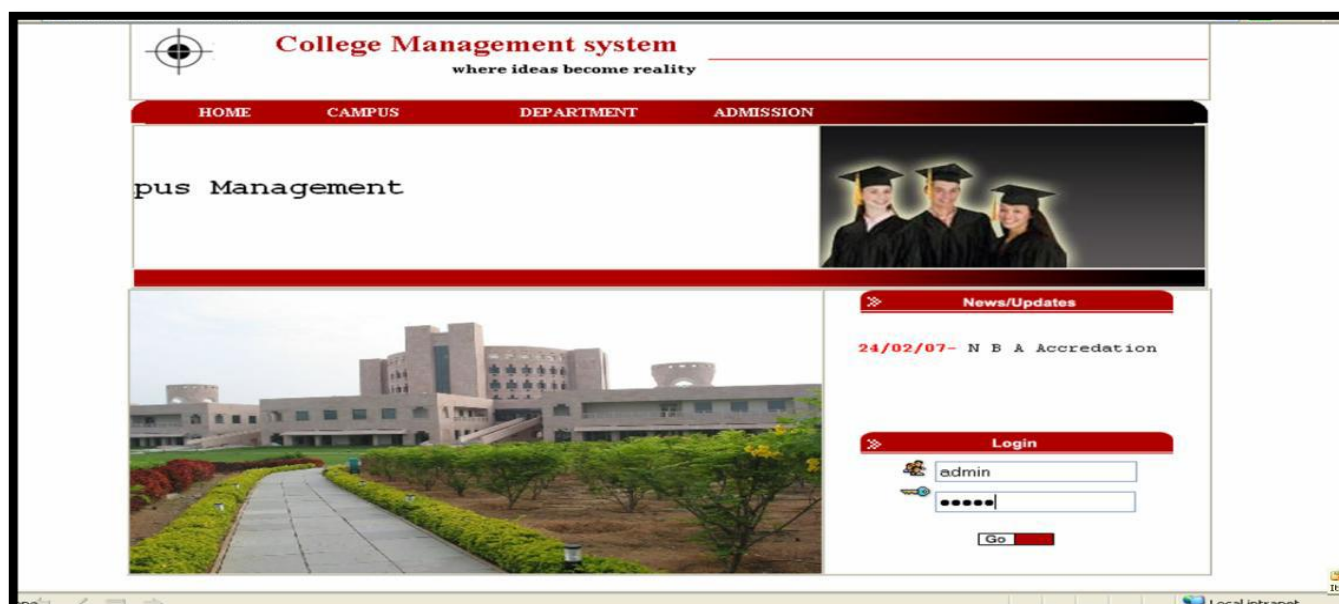 College Management system
where ideas become reality
HOME CAMPUS DEPARTMENT ADMISSION
pus Management
News/Updates
24/02/07- N B A Accredation
Login
admin
Go
Local intranet